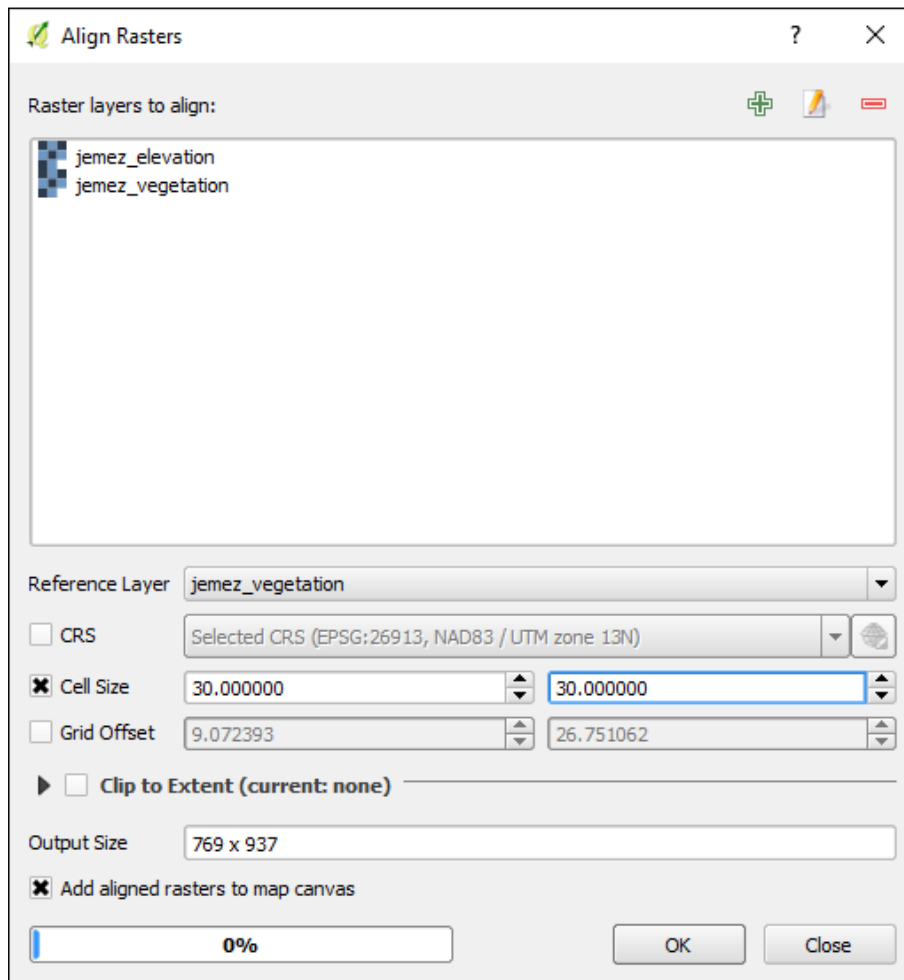 Align Rasters ?
Raster layers to align:
jemez_elevation
jemez_vegetation
Reference Layer jemez_vegetation
CRS Selected CRS (EPSG:26913, NAD83 / UTM zone 13N)
Cell Size 30.000000 30.000000
Grid Offset 9.072393 26.751062
Clip to Extent (current: none)
Output Size 769 x 937
Add aligned rasters to map canvas
0% OK Close